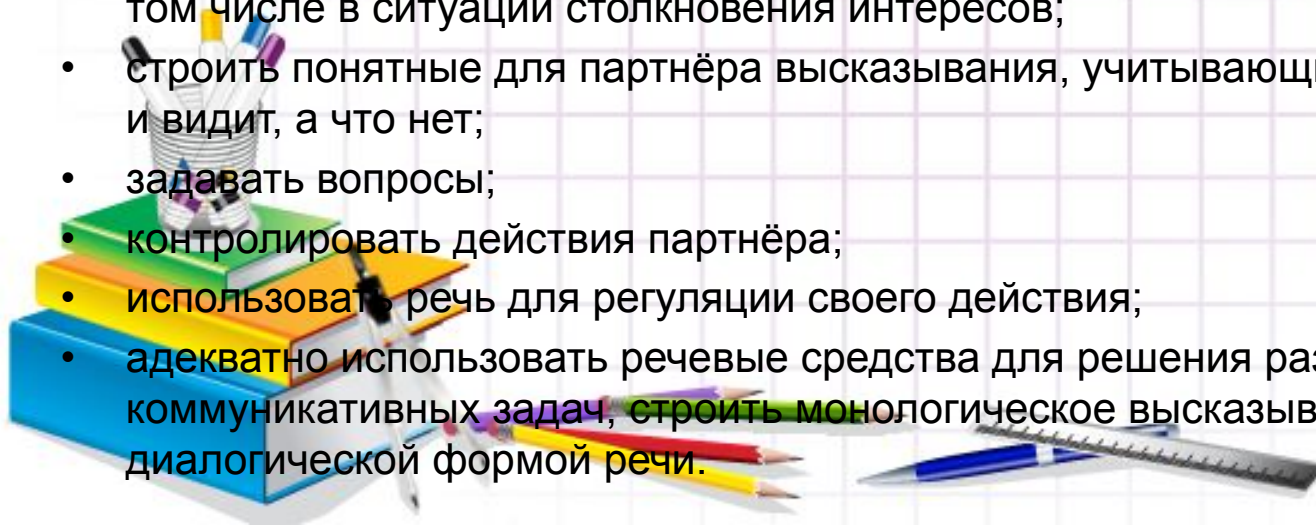 том числе в ситуации столкновения интересов;
• строить понятные для партнёра высказывания, учитывающ
и видит, а что нет;
• задавать вопросы;
• контролировать действия партнёра;
• использовать речь для регуляции своего действия;
• адекватно использовать речевые средства для решения раз
коммуникативных задач, строить монологическое высказыв
диалогической формой речи.